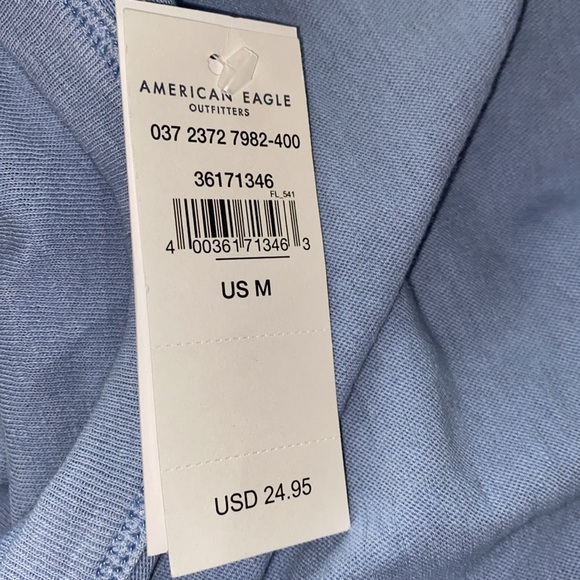 AMERICAN EAGLE
OUTFITTERS
037 2372 7982-400
36171346
FL_541
4 00361 71346 3
US M
USD 24.95